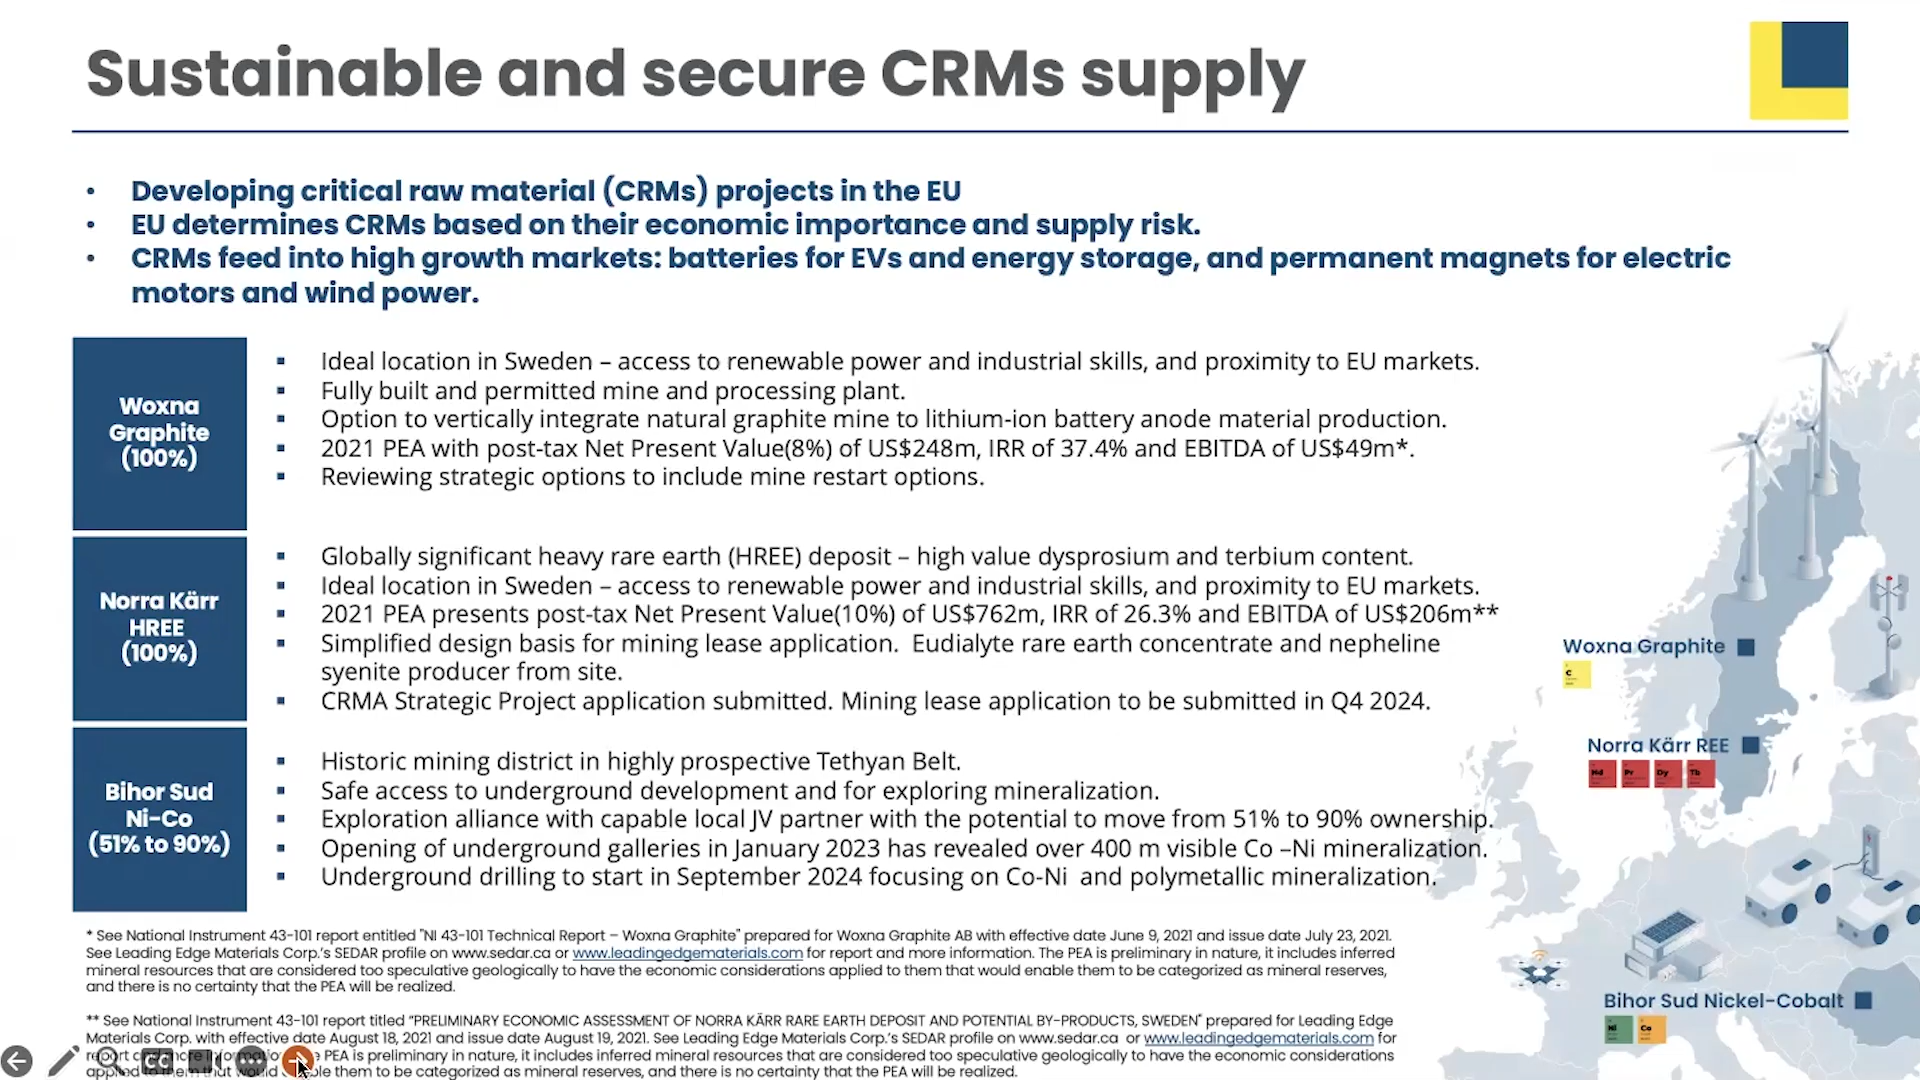 Sustainable and secure CRMs supply
• Developing critical raw material (CRMs) projects in the EU
• EU determines CRMs based on their economic importance and supply risk.
• CRMs feed into high growth markets: batteries for EVs and energy storage, and permanent magnets for electric
motors and wind power.
Woxna
Graphite
(100%)
▪ Ideal location in Sweden – access to renewable power and industrial skills, and proximity to EU markets.
▪ Fully built and permitted mine and processing plant.
▪ Option to vertically integrate natural graphite mine to lithium-ion battery anode material production.
▪ 2021 PEA with post-tax Net Present Value(8%) of US$248m, IRR of 37.4% and EBITDA of US$49m*.
▪ Reviewing strategic options to include mine restart options.
Norra Kärr
HREE
(100%)
▪ Globally significant heavy rare earth (HREE) deposit – high value dysprosium and terbium content.
▪ Ideal location in Sweden – access to renewable power and industrial skills, and proximity to EU markets.
▪ 2021 PEA presents post-tax Net Present Value(10%) of US$762m, IRR of 26.3% and EBITDA of US$206m**
▪ Simplified design basis for mining lease application.  Eudialyte rare earth concentrate and nepheline
syenite producer from site.
▪ CRMA Strategic Project application submitted. Mining lease application to be submitted in Q4 2024.
Bihor Sud
Ni-Co
(51% to 90%)
▪ Historic mining district in highly prospective Tethyan Belt.
▪ Safe access to underground development and for exploring mineralization.
▪ Exploration alliance with capable local JV partner with the potential to move from 51% to 90% ownership.
▪ Opening of underground galleries in January 2023 has revealed over 400 m visible Co –Ni mineralization.
▪ Underground drilling to start in September 2024 focusing on Co-Ni  and polymetallic mineralization.
Woxna Graphite
C
Norra Kärr REE
Nd Pr Dy Tb
Bihor Sud Nickel-Cobalt
Ni Co
* See National Instrument 43-101 report entitled "NI 43-101 Technical Report – Woxna Graphite" prepared for Woxna Graphite AB with effective date June 9, 2021 and issue date July 23, 2021.
See Leading Edge Materials Corp.'s SEDAR profile on www.sedar.ca or www.leadingedgematerials.com for report and more information. The PEA is preliminary in nature, it includes inferred
mineral resources that are considered too speculative geologically to have the economic considerations applied to them that would enable them to be categorized as mineral reserves,
and there is no certainty that the PEA will be realized.
** See National Instrument 43-101 report titled "PRELIMINARY ECONOMIC ASSESSMENT OF NORRA KÄRR RARE EARTH DEPOSIT AND POTENTIAL BY-PRODUCTS, SWEDEN" prepared for Leading Edge
Materials Corp. with effective date August 18, 2021 and issue date August 19, 2021. See Leading Edge Materials Corp.'s SEDAR profile on www.sedar.ca  or www.leadingedgematerials.com for
PEA is preliminary in nature, it includes inferred mineral resources that are considered too speculative geologically to have the economic considerations
them to be categorized as mineral reserves, and there is no certainty that the PEA will be realized.